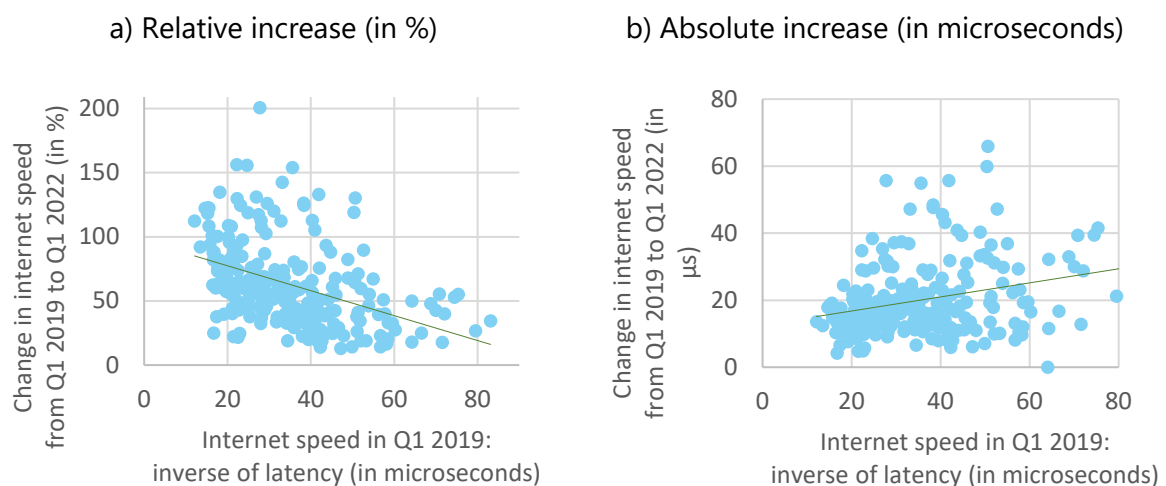 a) Relative increase (in %)
Change in internet speed
from Q1 2019 to Q1 2022 (in %)
200
150
100
50
0
0 20 40 60 80
Internet speed in Q1 2019:
inverse of latency (in microseconds)
b) Absolute increase (in microseconds)
Change in internet speed
from Q1 2019 to Q1 2022 (in
µs)
80
60
40
20
0
0 20 40 60 80
Internet speed in Q1 2019:
inverse of latency (in microseconds)